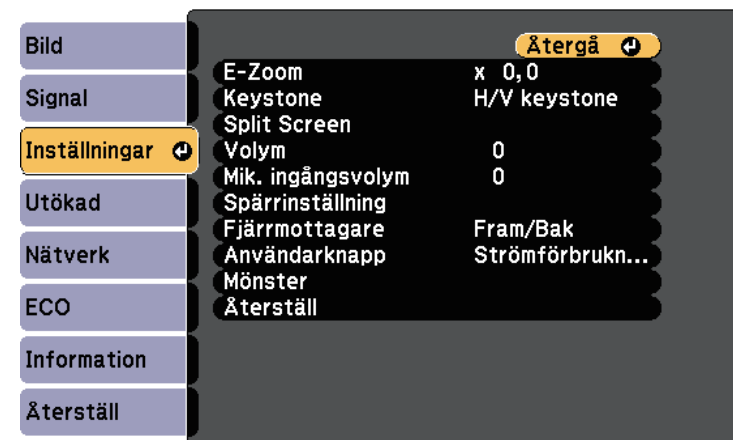 Bild
Signal
Inställningar
Utökad
Nätverk
ECO
Information
Återställ
Återgå
E-Zoom x 0,0
Keystone H/V keystone
Split Screen
Volym 0
Mik. ingångsvolym 0
Spärrinställning
Fjärrmottagare Fram/Bak
Användarknapp Strömförbrukn...
Mönster
Återställ